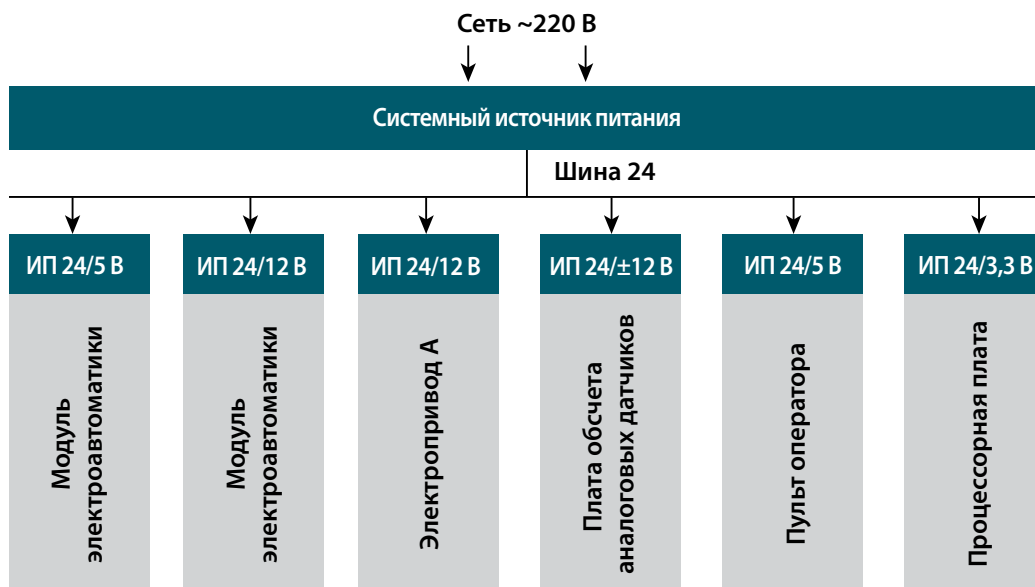 Сеть ~220 В
Системный источник питания
Шина 24
ИП 24/5 В
ИП 24/12 В
ИП 24/12 В
ИП 24/±12 В
ИП 24/5 В
ИП 24/3,3 В
Модуль
электроавтоматики
Модуль
электроавтоматики
Электропривод А
Плата обсчета
аналоговых датчиков
Пульт оператора
Процессорная плата